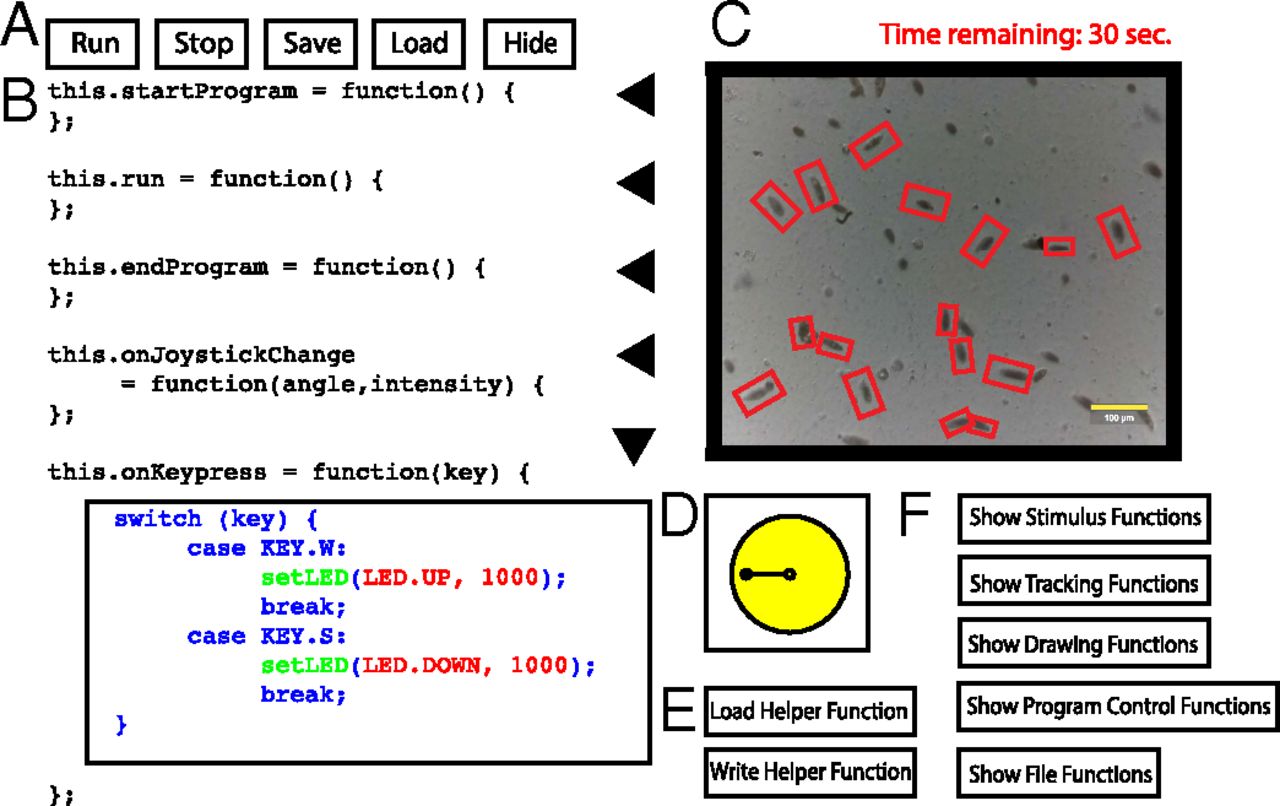 A
Run
Stop
Save
Load
Hide
B
this.startProgram = function() {
};
this.run = function() {
};
this.endProgram = function() {
};
this.onJoystickChange
= function(angle,intensity) {
};
this.onKeypress = function(key) {
switch (key) {
case KEY.W:
setLED(LED.UP, 1000);
break;
case KEY.S:
setLED(LED.DOWN, 1000);
break;
}
};
C
Time remaining: 30 sec.
100 µm
D
E
Load Helper Function
Write Helper Function
F
Show Stimulus Functions
Show Tracking Functions
Show Drawing Functions
Show Program Control Functions
Show File Functions